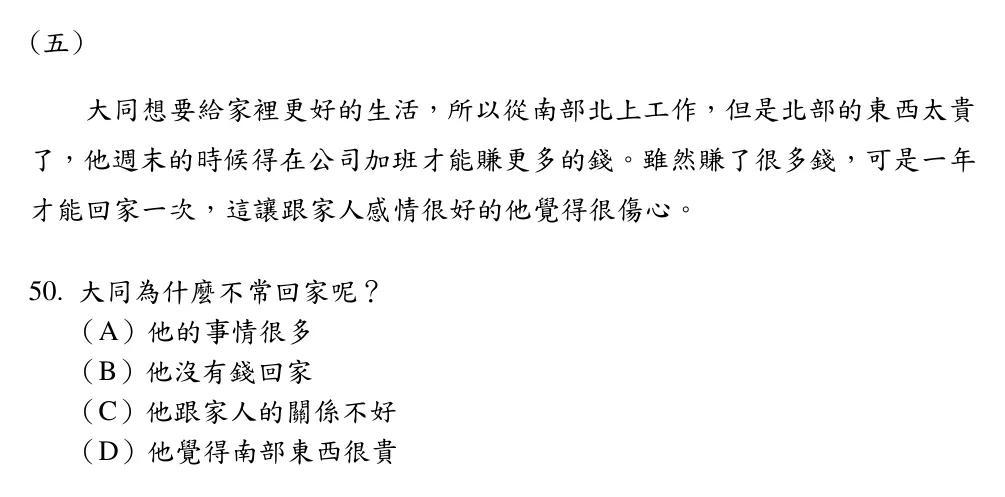 （五）
大同想要給家裡更好的生活，所以從南部北上工作，但是北部的東西太貴
了，他週末的時候得在公司加班才能賺更多的錢。雖然賺了很多錢，可是一年
才能回家一次，這讓跟家人感情很好的他覺得很傷心。
50. 大同為什麼不常回家呢？
（A）他的事情很多
（B）他沒有錢回家
（C）他跟家人的關係不好
（D）他覺得南部東西很貴